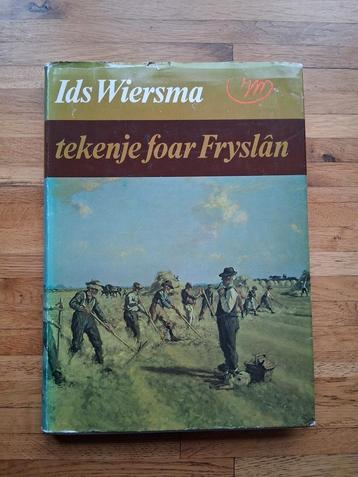 Ids Wiersma
tekenje foar Fryslân